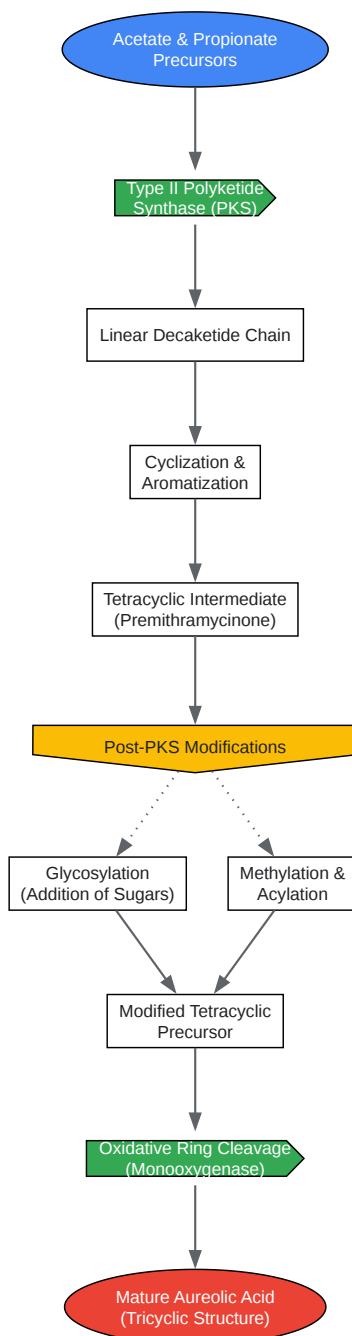 Acetate & Propionate
Precursors
Type II Polyketide
Synthase (PKS)
Linear Decaketide Chain
Cyclization &
Aromatization
Tetracyclic Intermediate
(Premithramycinone)
Post-PKS Modifications
Glycosylation
(Addition of Sugars)
Methylation &
Acylation
Modified Tetracyclic
Precursor
Oxidative Ring Cleavage
(Monooxygenase)
Mature Aureolic Acid
(Tricyclic Structure)